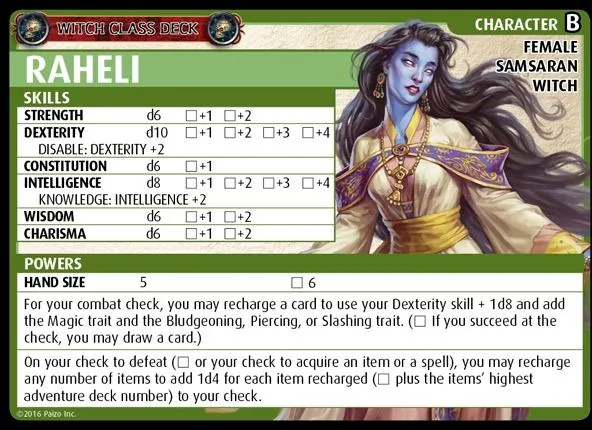 WITCH CLASS DECK
CHARACTER B
RAHELI
FEMALE
SAMSARAN
WITCH
SKILLS
STRENGTH d6 □ +1 □ +2
DEXTERITY d10 □ +1 □ +2 □ +3 □ +4
DISABLE: DEXTERITY +2
CONSTITUTION d6 □ +1
INTELLIGENCE d8 □ +1 □ +2 □ +3 □ +4
KNOWLEDGE: INTELLIGENCE +2
WISDOM d6 □ +1 □ +2
CHARISMA d6 □ +1 □ +2
POWERS
HAND SIZE 5 □ 6
For your combat check, you may recharge a card to use your Dexterity skill + 1d8 and add
the Magic trait and the Bludgeoning, Piercing, or Slashing trait. (□ If you succeed at the
check, you may draw a card.)
On your check to defeat (□ or your check to acquire an item or a spell), you may recharge
any number of items to add 1d4 for each item recharged (□ plus the items' highest
adventure deck number) to your check.
©2016 Paizo Inc.